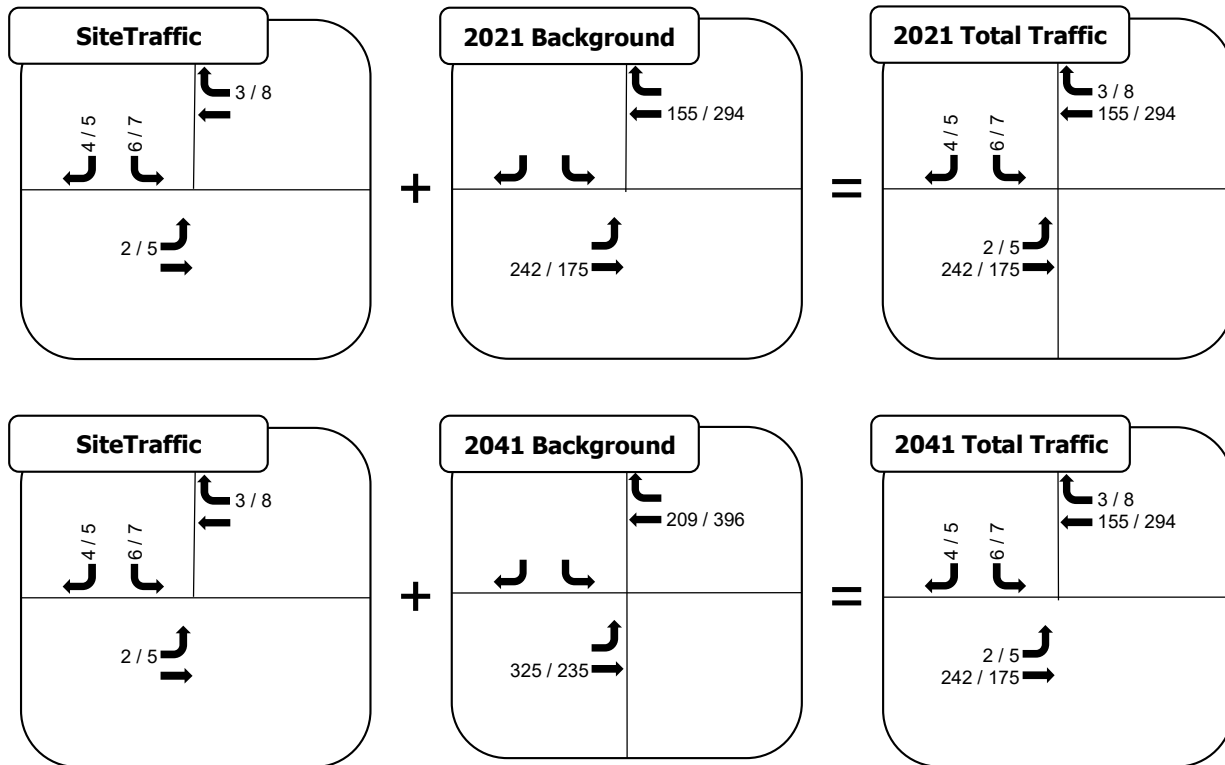 SiteTraffic
3 / 8
4 / 5
6 / 7
2 / 5
+
2021 Background
155 / 294
242 / 175
=
2021 Total Traffic
3 / 8
155 / 294
4 / 5
6 / 7
2 / 5
242 / 175
SiteTraffic
3 / 8
4 / 5
6 / 7
2 / 5
+
2041 Background
209 / 396
325 / 235
=
2041 Total Traffic
3 / 8
155 / 294
4 / 5
6 / 7
2 / 5
242 / 175